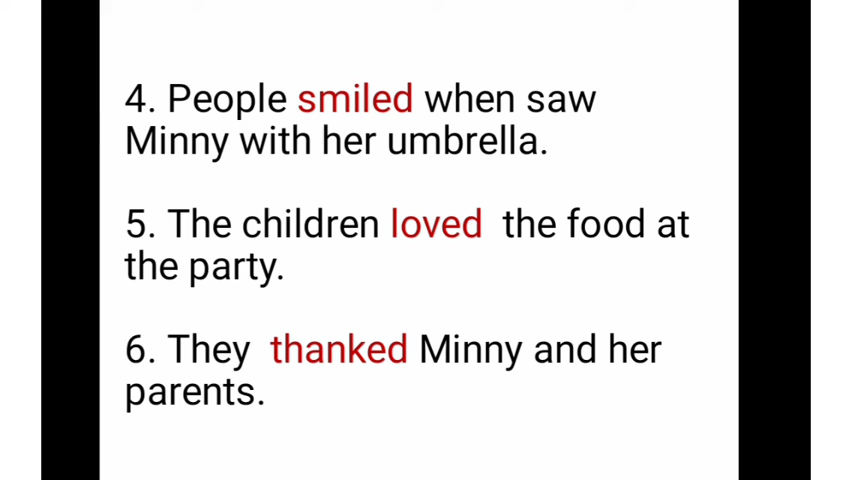 4. People smiled when saw
Minny with her umbrella.
5. The children loved the food at
the party.
6. They thanked Minny and her
parents.